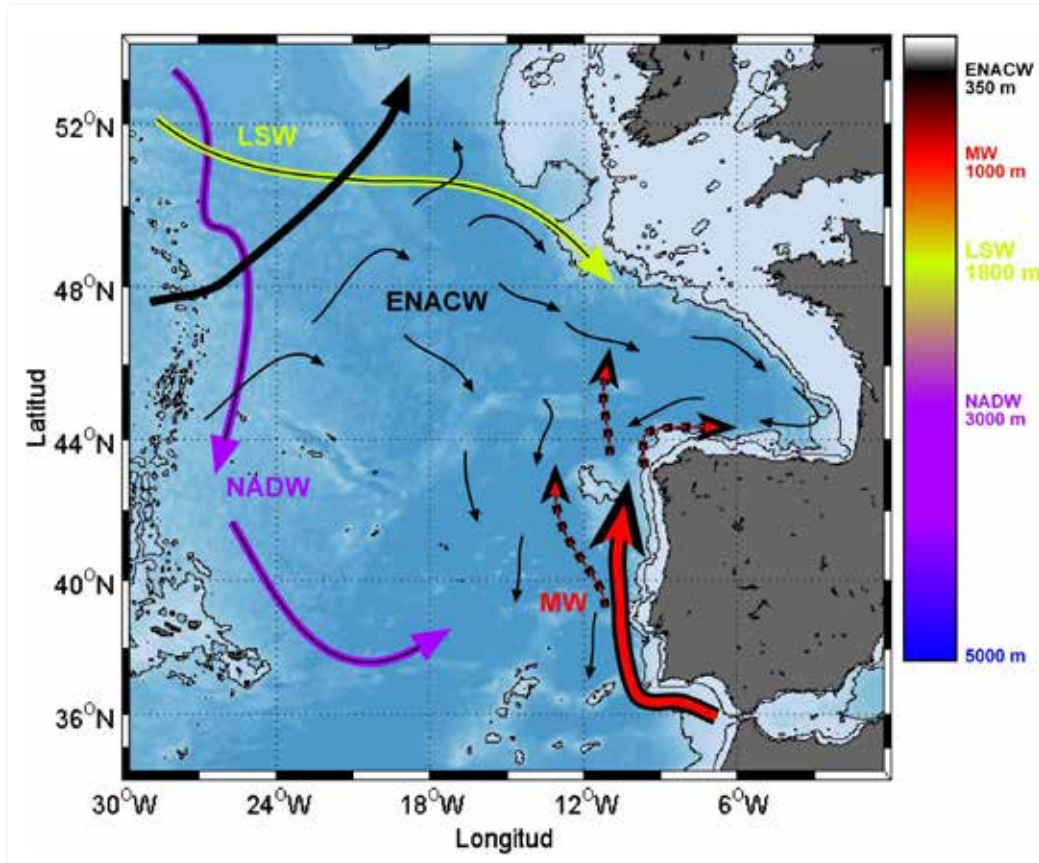 52°N
48°N
44°N
40°N
36°N
30°W
24°W
18°W
12°W
6°W
Latitud
Longitud
LSW
ENACW
NADW
MW
ENACW
350 m
MW
1000 m
LSW
1800 m
NADW
3000 m
5000 m